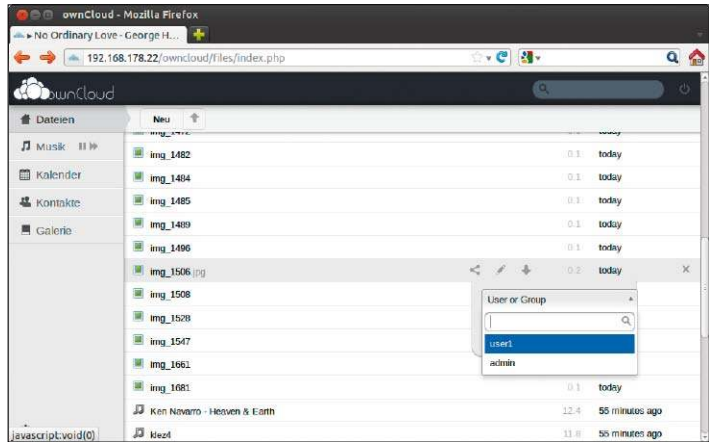 ownCloud - Mozilla Firefox
No Ordinary Love - George H...
192.168.178.22/owncloud/files/index.php
ownCloud
Dateien
Neu
Musik
Kalender
Kontakte
Galerie
img_1472
img_1482 0.1 today
img_1484 0.1 today
img_1485 0.1 today
img_1489 0.1 today
img_1496 0.1 today
img_1506.jpg 0.2 today
img_1508
img_1528
img_1547
img_1661
img_1681 0.1 today
User or Group
user1
admin
Ken Navarro - Heaven & Earth 12.4 55 minutes ago
klez4 11.8 55 minutes ago
javascript:void(0)